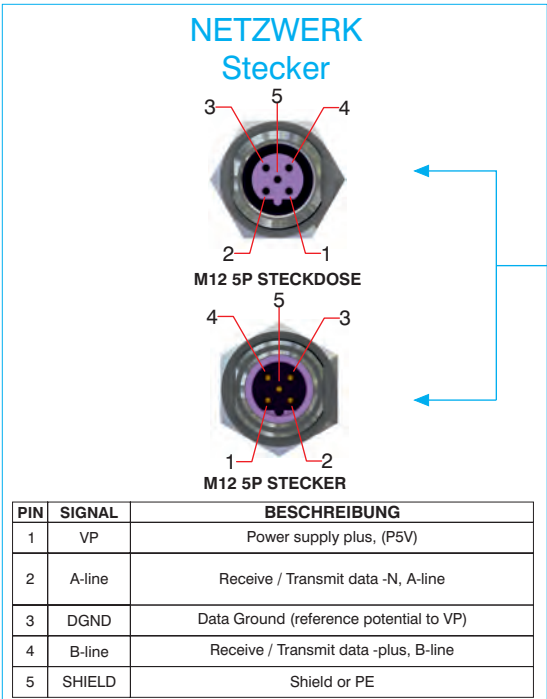 NETZWERK
Stecker
5
3 4
2 1
M12 5P STECKDOSE
5
4 3
1 2
M12 5P STECKER
PIN SIGNAL BESCHREIBUNG
1 VP Power supply plus, (P5V)
2 A-line Receive / Transmit data -N, A-line
3 DGND Data Ground (reference potential to VP)
4 B-line Receive / Transmit data -plus, B-line
5 SHIELD Shield or PE